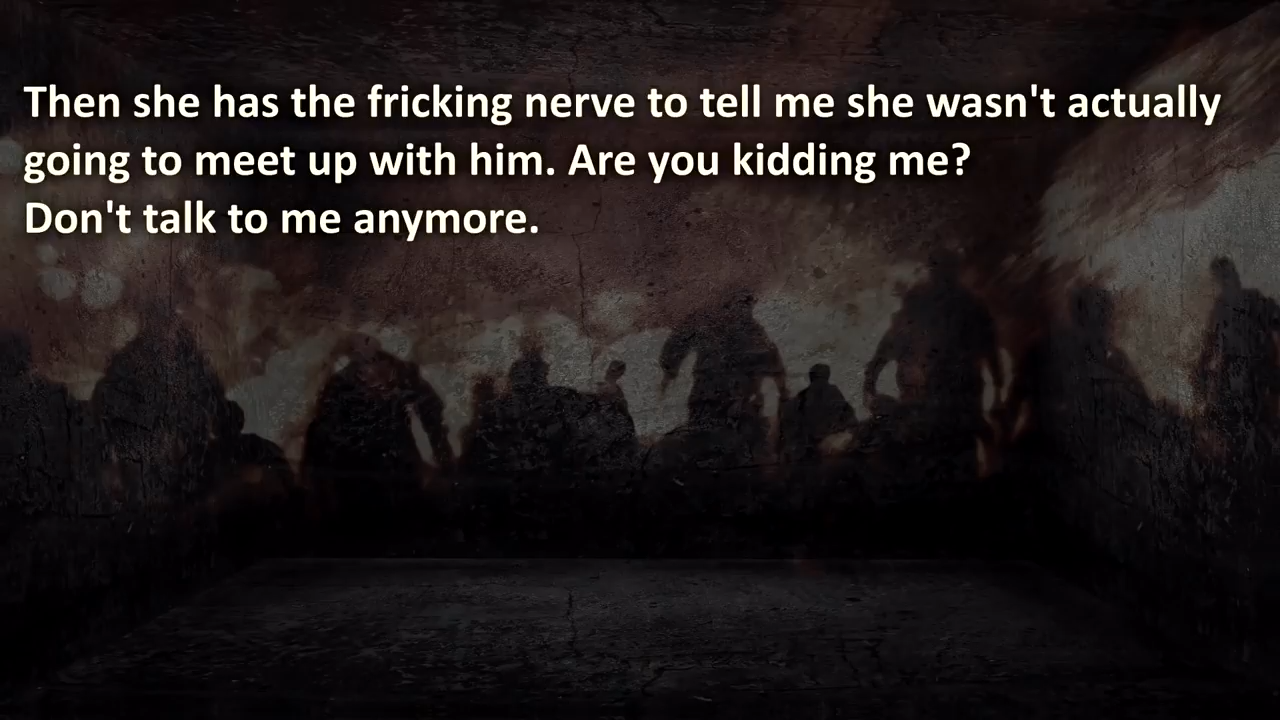 Then she has the fricking nerve to tell me she wasn't actually
going to meet up with him. Are you kidding me?
Don't talk to me anymore.